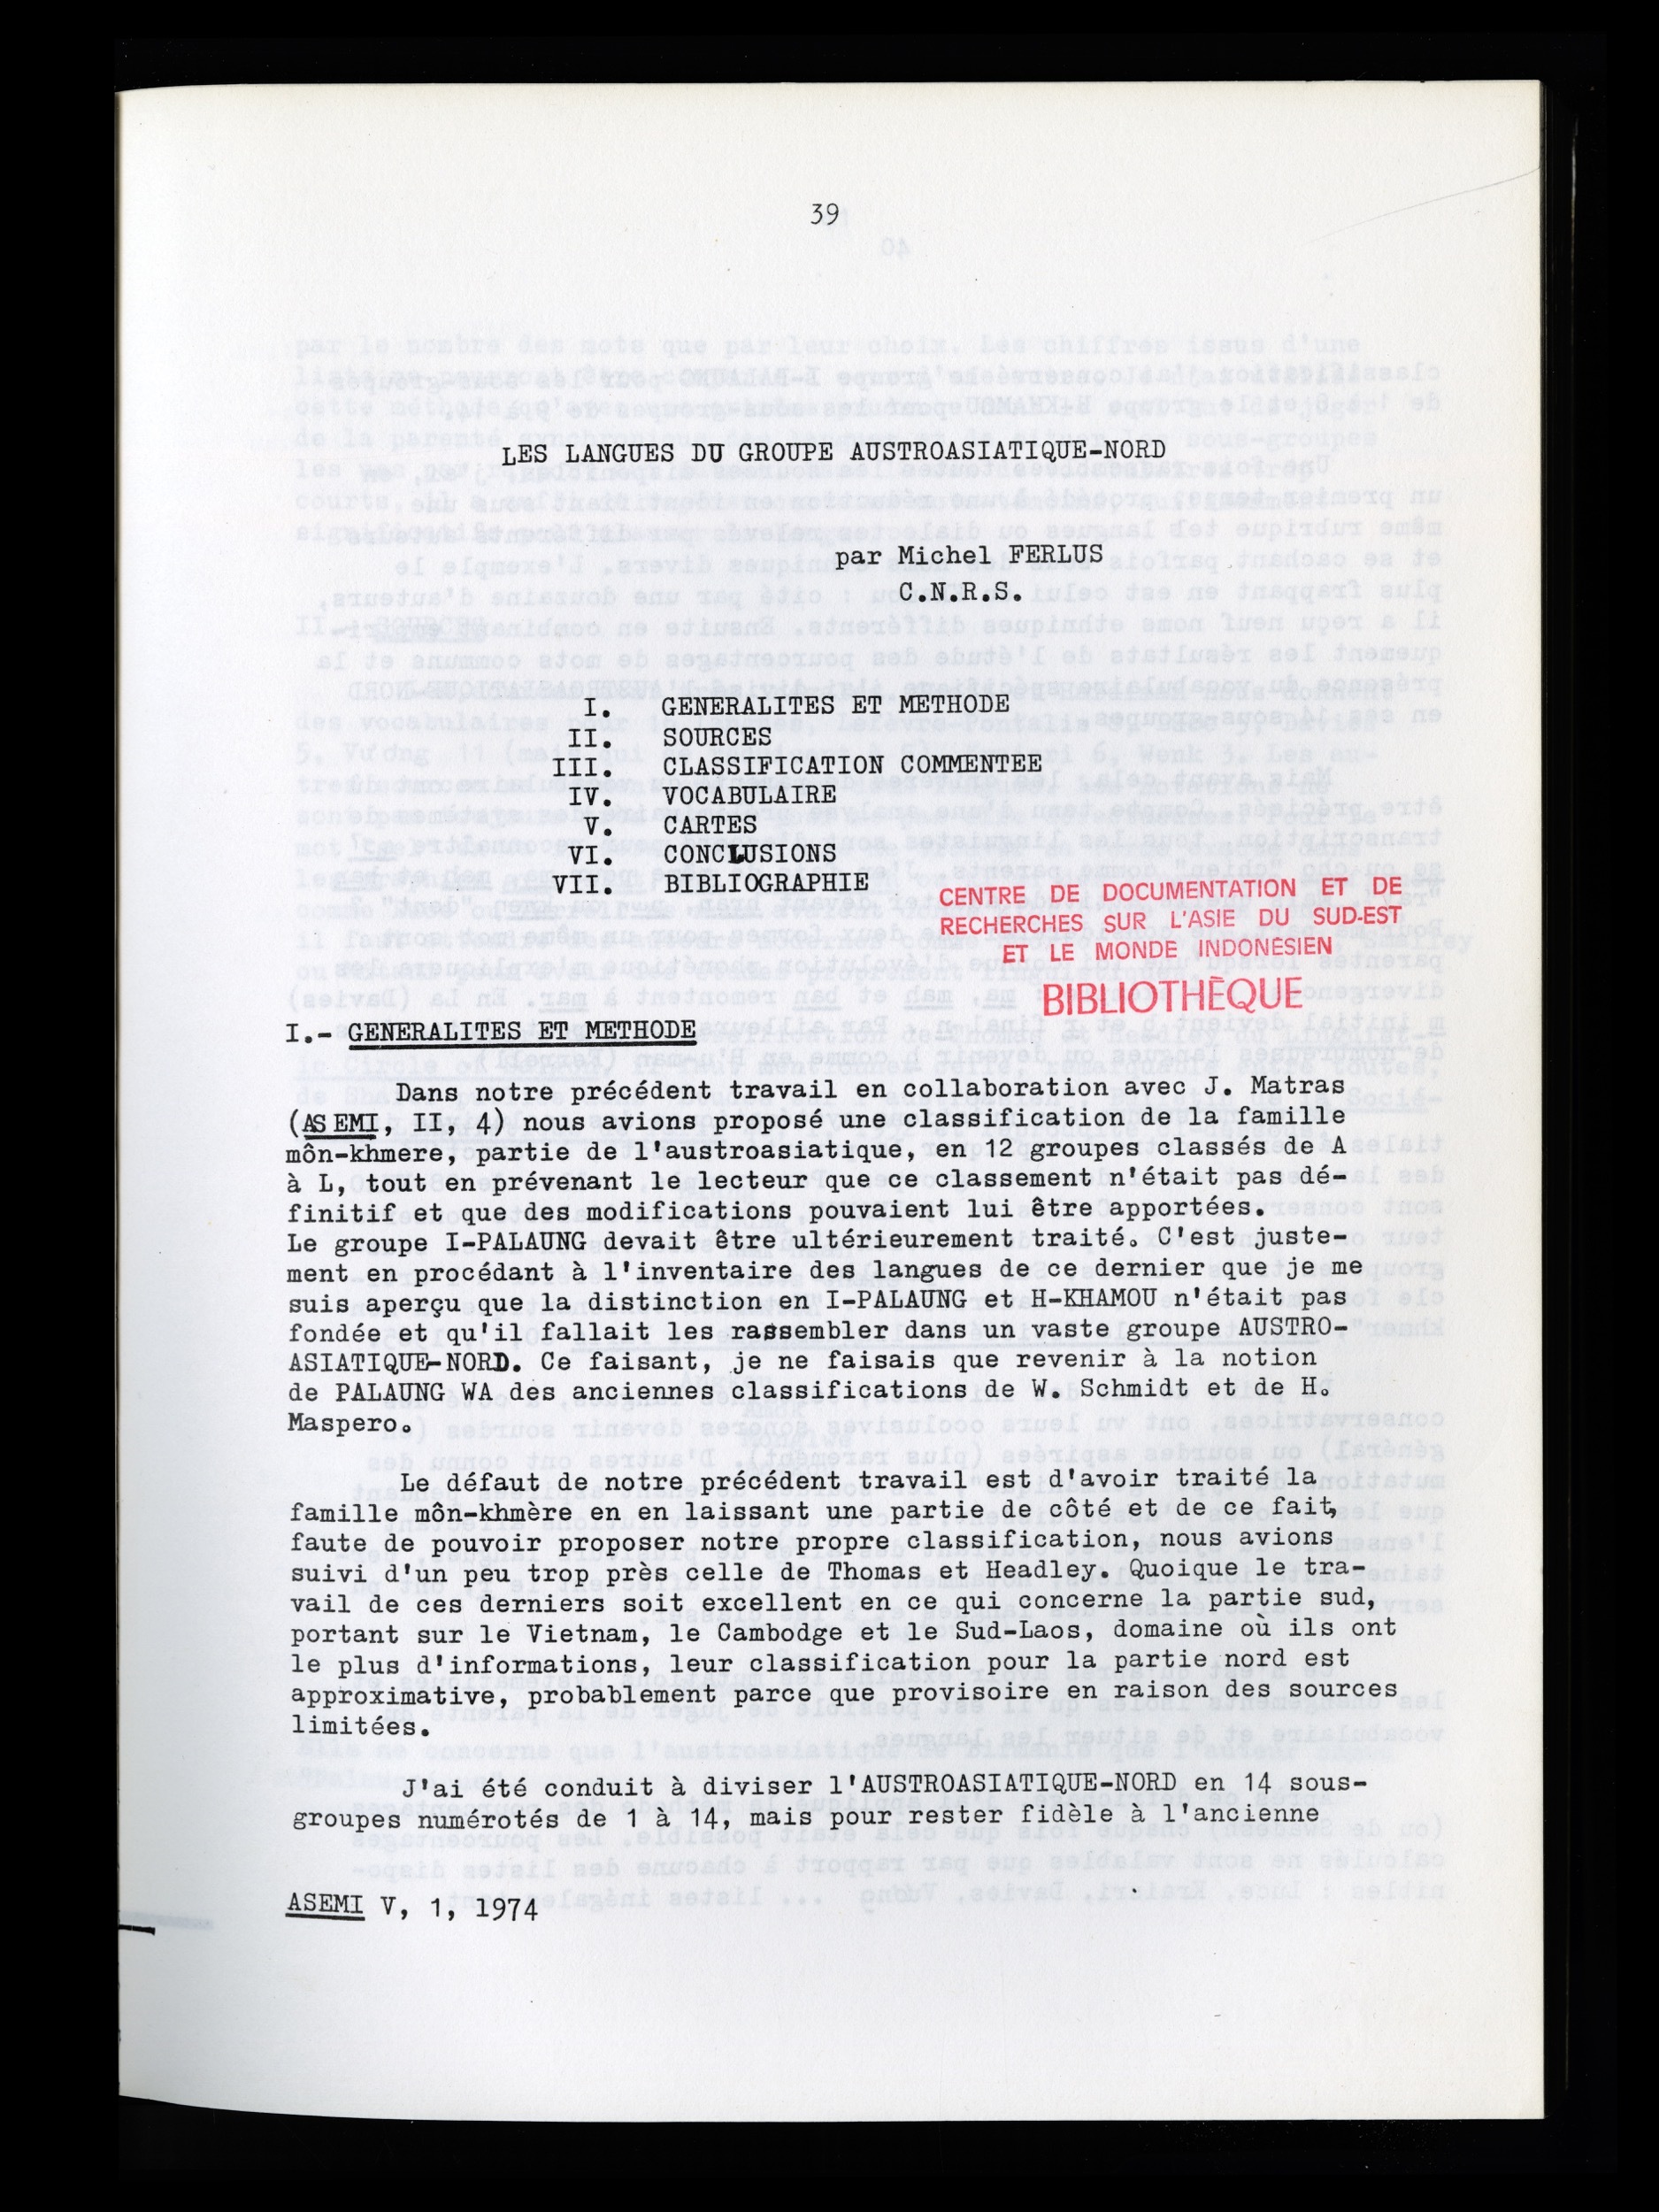 39
LES LANGUES DU GROUPE AUSTROASIATIQUE-NORD
par Michel FERLUS
C.N.R.S.
I. GENERALITES ET METHODE
II. SOURCES
III. CLASSIFICATION COMMENTEE
IV. VOCABULAIRE
V. CARTES
VI. CONCLUSIONS
VII. BIBLIOGRAPHIE
CENTRE DE DOCUMENTATION ET DE
RECHERCHES SUR L'ASIE DU SUD-EST
ET LE MONDE INDONESIEN
BIBLIOTHÈQUE
I.- GENERALITES ET METHODE
Dans notre précédent travail en collaboration avec J. Matras
(ASEMI, II, 4) nous avions proposé une classification de la famille
môn-khmere, partie de l'austroasiatique, en 12 groupes classés de A
à L, tout en prévenant le lecteur que ce classement n'était pas dé-
finitif et que des modifications pouvaient lui être apportées.
Le groupe I-PALAUNG devait être ultérieurement traité. C'est juste-
ment en procédant à l'inventaire des langues de ce dernier que je me
suis aperçu que la distinction en I-PALAUNG et H-KHAMOU n'était pas
fondée et qu'il fallait les rassembler dans un vaste groupe AUSTRO-
ASIATIQUE-NORD. Ce faisant, je ne faisais que revenir à la notion
de PALAUNG WA des anciennes classifications de W. Schmidt et de H.
Maspero.
Le défaut de notre précédent travail est d'avoir traité la
famille môn-khmère en en laissant une partie de côté et de ce fait,
faute de pouvoir proposer notre propre classification, nous avions
suivi d'un peu trop près celle de Thomas et Headley. Quoique le tra-
vail de ces derniers soit excellent en ce qui concerne la partie sud,
portant sur le Vietnam, le Cambodge et le Sud-Laos, domaine où ils ont
le plus d'informations, leur classification pour la partie nord est
approximative, probablement parce que provisoire en raison des sources
limitées.
J'ai été conduit à diviser l'AUSTROASIATIQUE-NORD en 14 sous-
groupes numérotés de 1 à 14, mais pour rester fidèle à l'ancienne
ASEMI V, 1, 1974